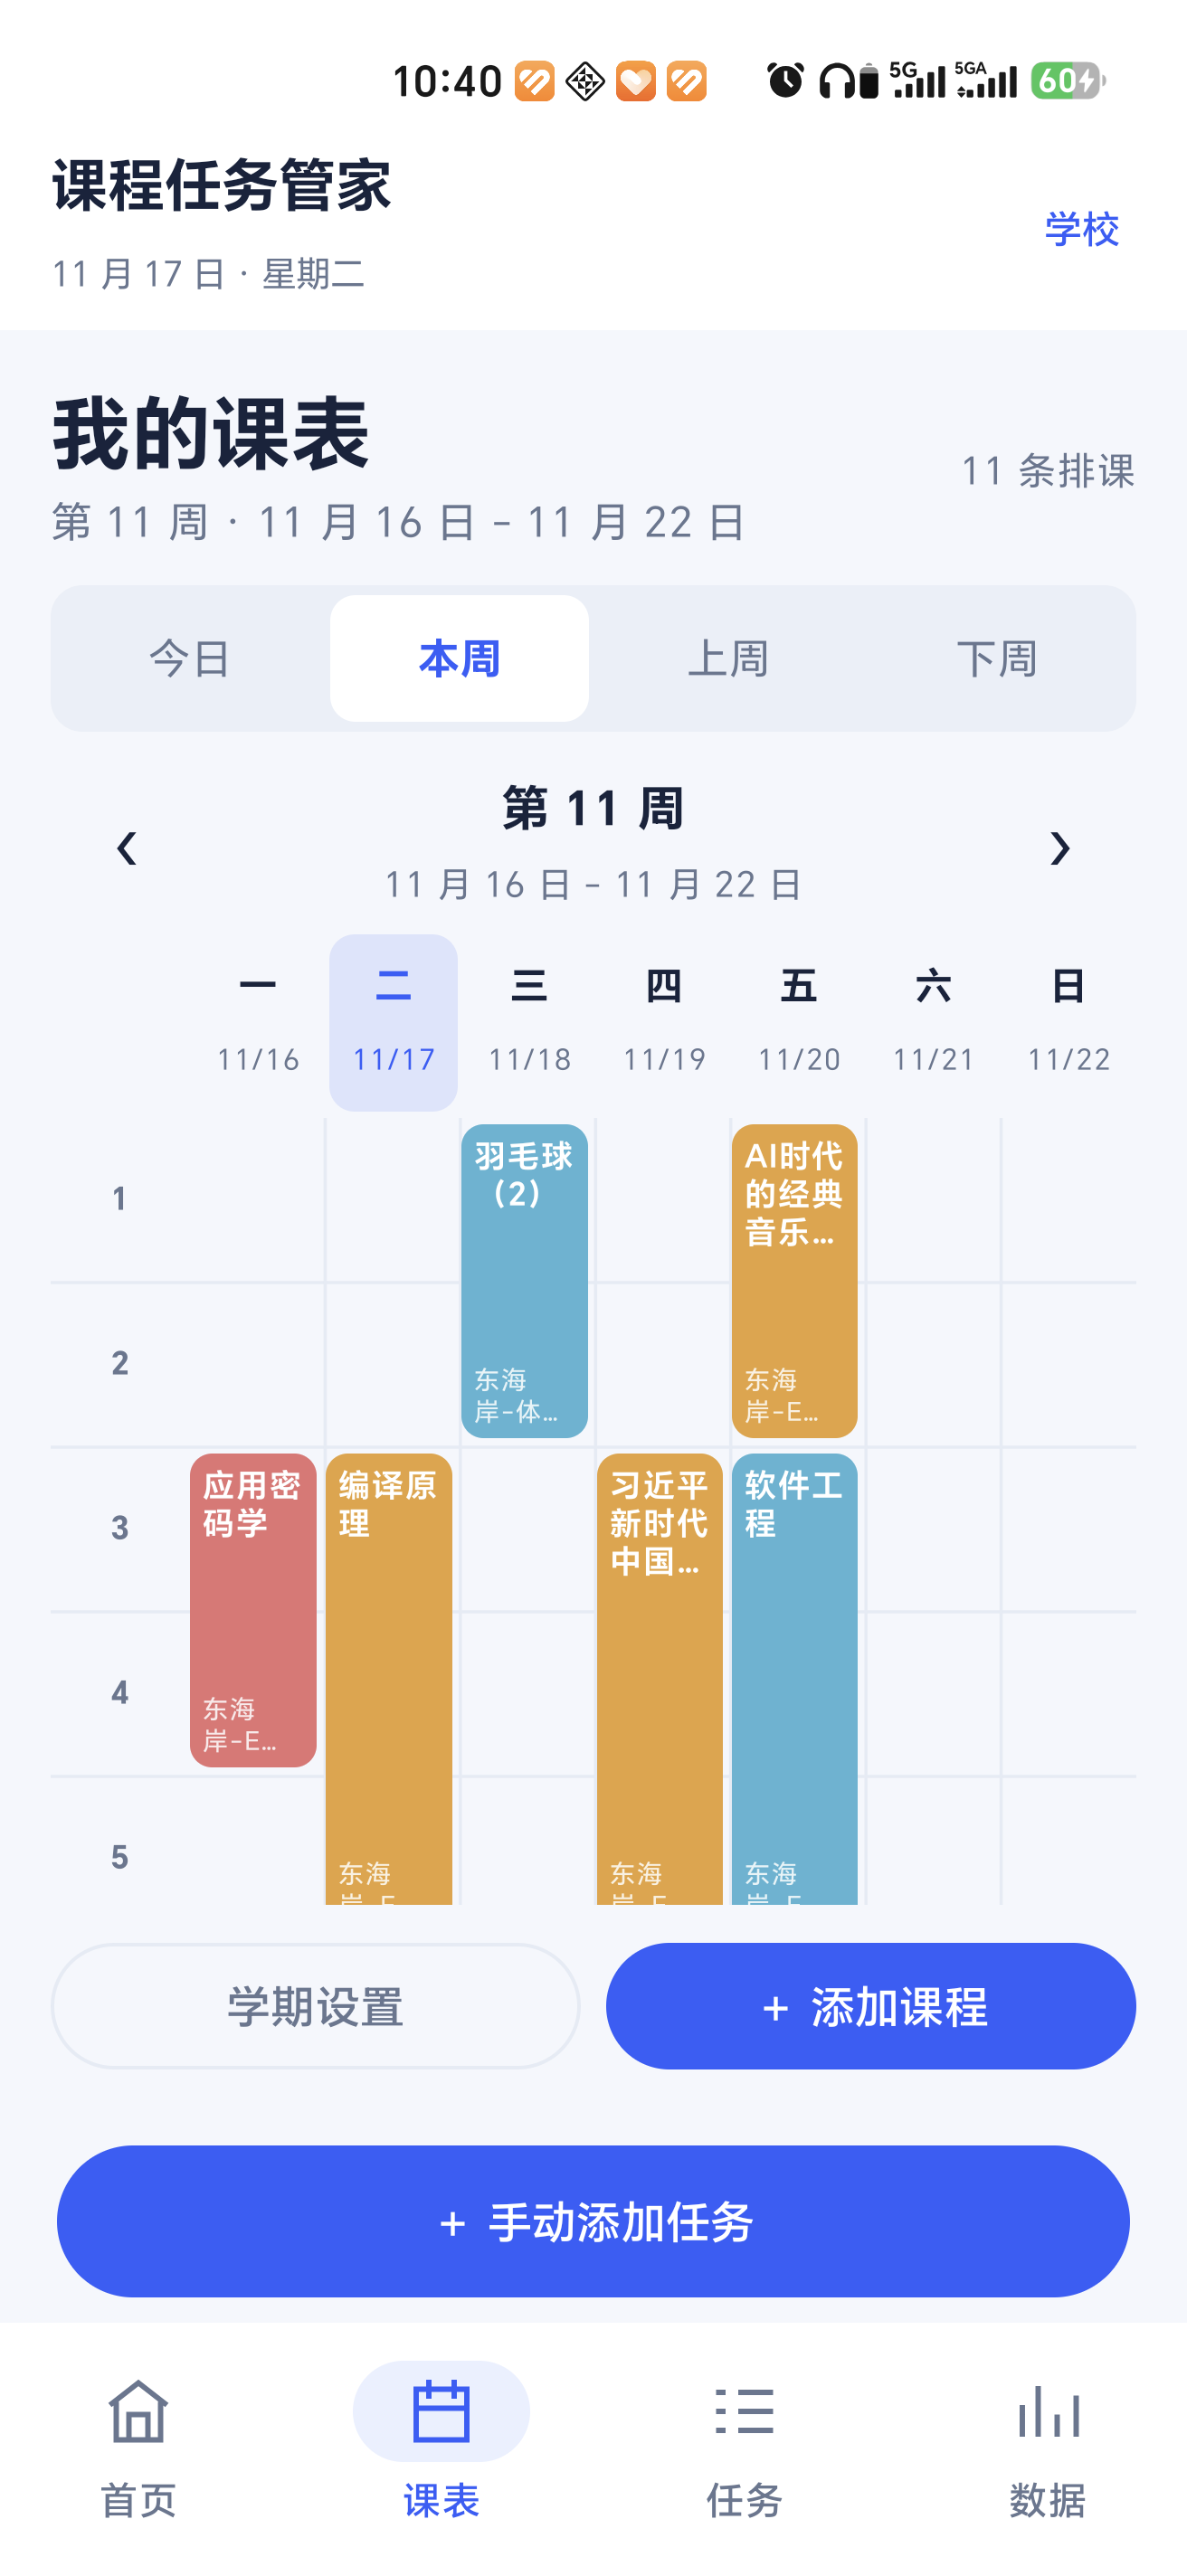 10:40
5G
5GA
60
课程任务管家
11 月 17 日 · 星期二
学校
我的课表
第 11 周 · 11 月 16 日 - 11 月 22 日
11 条排课
今日
本周
上周
下周
‹
第 11 周
›
11 月 16 日 - 11 月 22 日
一
二
三
四
五
六
日
11/16
11/17
11/18
11/19
11/20
11/21
11/22
1
羽毛球
（2）
东海
岸-体...
AI时代
的经典
音乐...
东海
岸-E...
2
3
应用密
码学
东海
岸-E...
编译原
理
东海
岸-E
习近平
新时代
中国...
东海
岸-E
软件工
程
东海
岸-E
4
5
学期设置
+ 添加课程
+ 手动添加任务
首页
课表
任务
数据